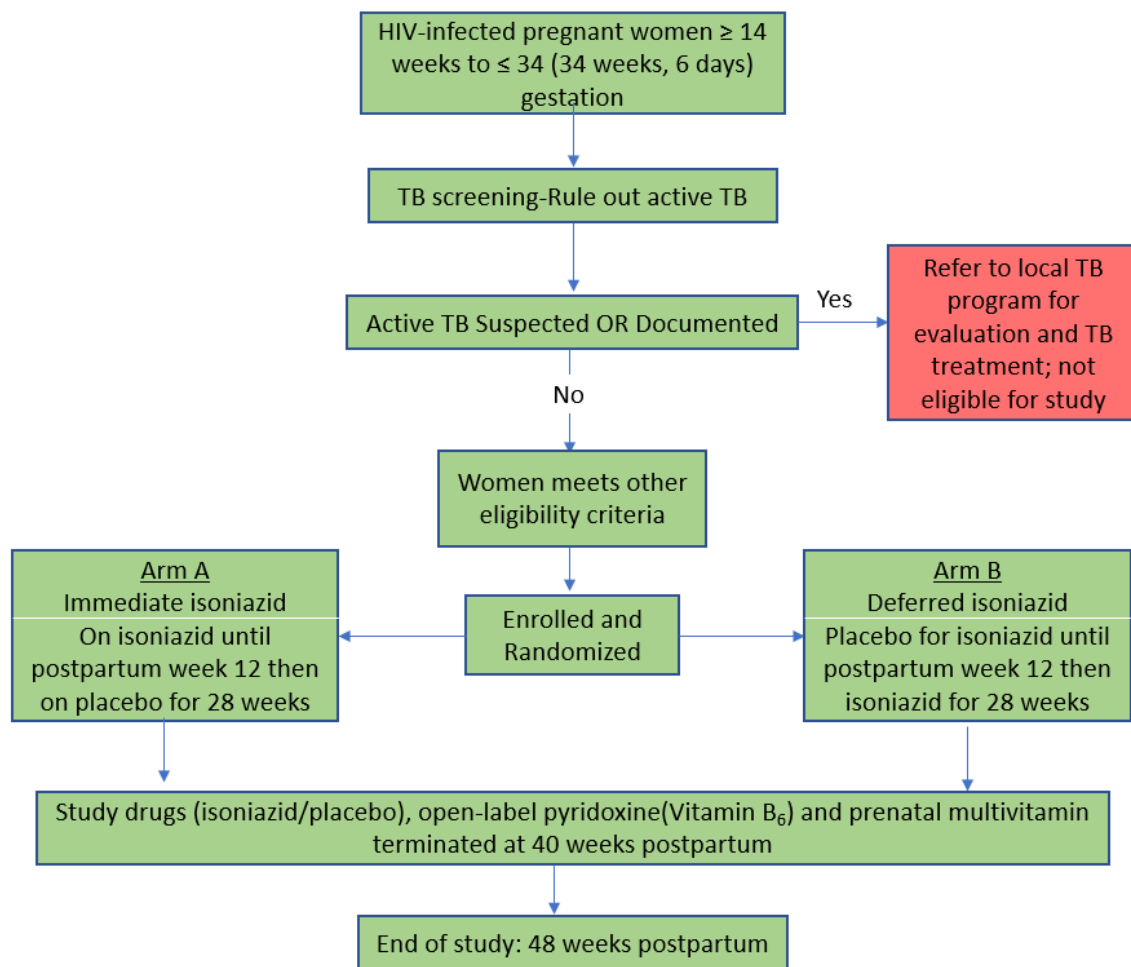 HIV-infected pregnant women ≥ 14
weeks to ≤ 34 (34 weeks, 6 days)
gestation
TB screening-Rule out active TB
Active TB Suspected OR Documented
Yes
Refer to local TB
program for
evaluation and TB
treatment; not
eligible for study
No
Women meets other
eligibility criteria
Enrolled and
Randomized
Arm A
Immediate isoniazid
On isoniazid until
postpartum week 12 then
on placebo for 28 weeks
Arm B
Deferred isoniazid
Placebo for isoniazid until
postpartum week 12 then
isoniazid for 28 weeks
Study drugs (isoniazid/placebo), open-label pyridoxine(Vitamin B₆) and prenatal multivitamin
terminated at 40 weeks postpartum
End of study: 48 weeks postpartum